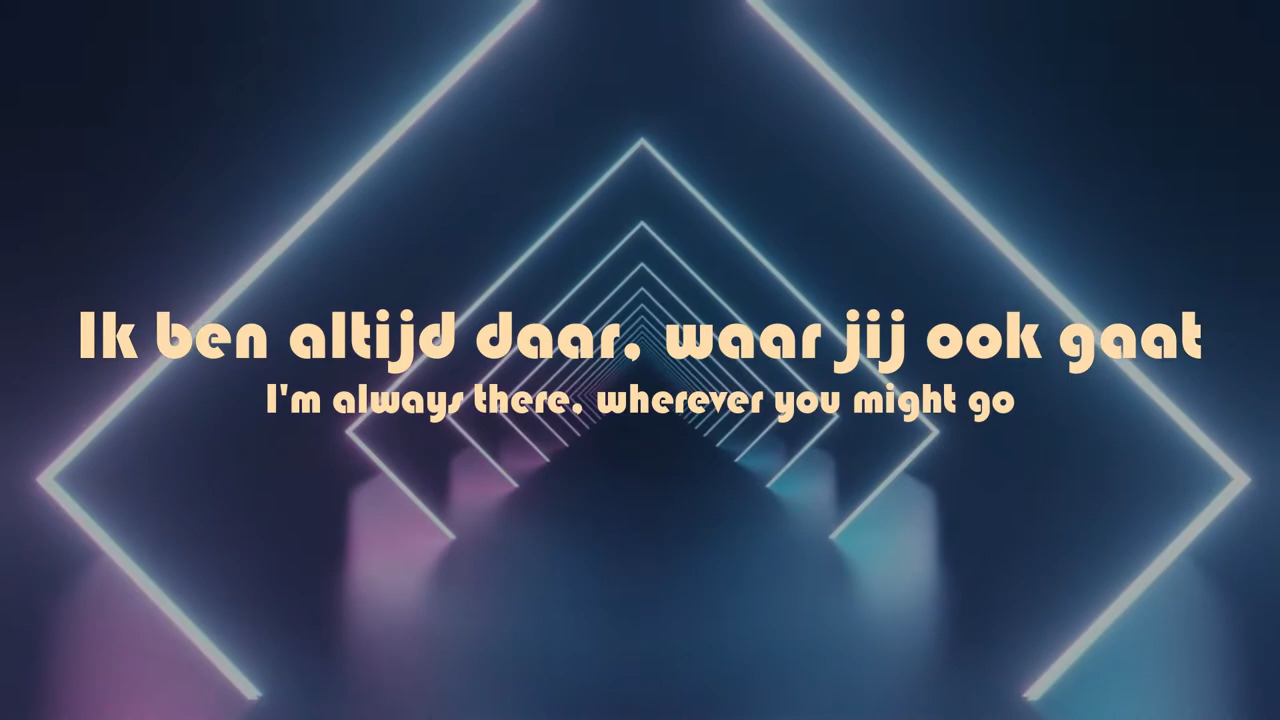 Ik ben altijd daar, waar jij ook gaat
I'm always there, wherever you might go